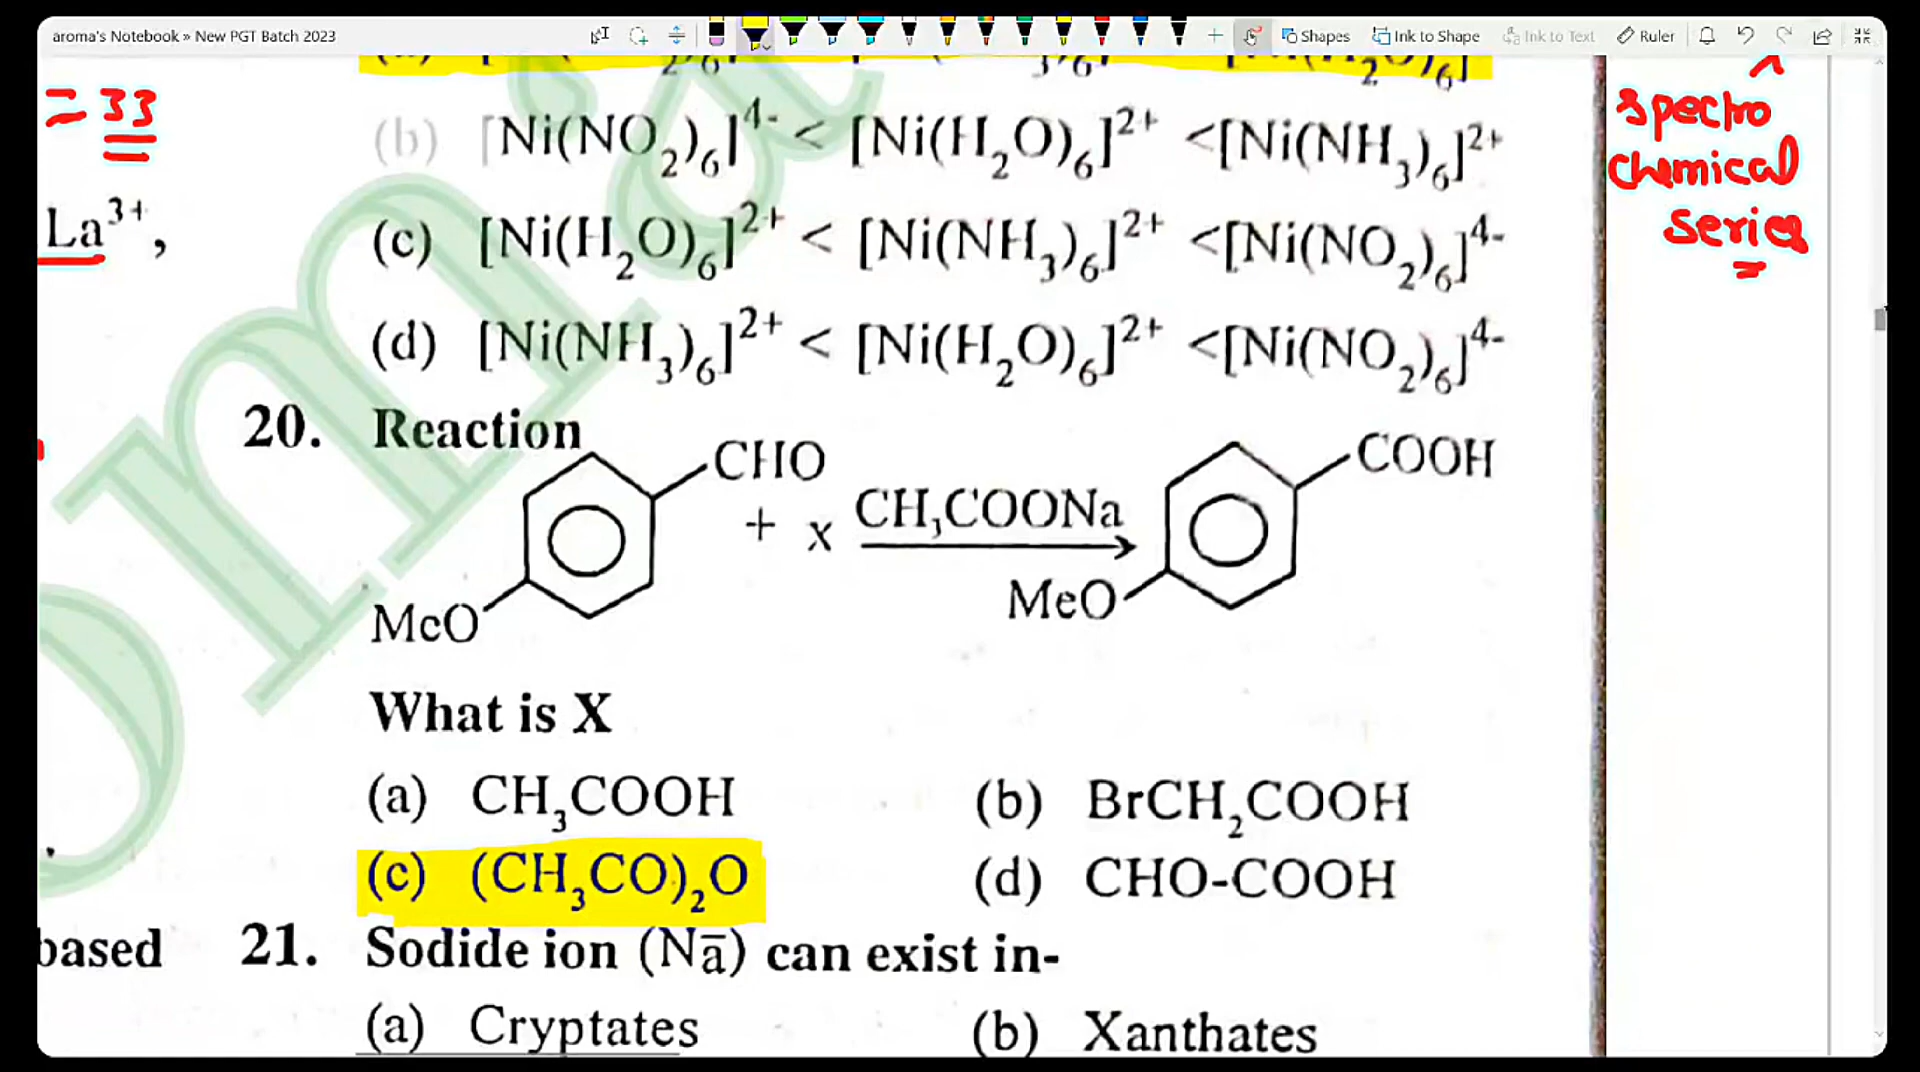 aroma's Notebook » New PGT Batch 2023
Shapes Ink to Shape Ink to Text Ruler
= 33
La³⁺,
spectro
chemical
series
(b) [Ni(NO₂)₆]⁴⁻ < [Ni(H₂O)₆]²⁺ <[Ni(NH₃)₆]²⁺
(c) [Ni(H₂O)₆]²⁺ < [Ni(NH₃)₆]²⁺ <[Ni(NO₂)₆]⁴⁻
(d) [Ni(NH₃)₆]²⁺ < [Ni(H₂O)₆]²⁺ <[Ni(NO₂)₆]⁴⁻
20. Reaction
CHO
+ x CH₃COONa
COOH
MeO
MeO
What is X
(a) CH₃COOH (b) BrCH₂COOH
(c) (CH₃CO)₂O (d) CHO-COOH
based
21. Sodide ion (Na̅) can exist in-
(a) Cryptates (b) Xanthates